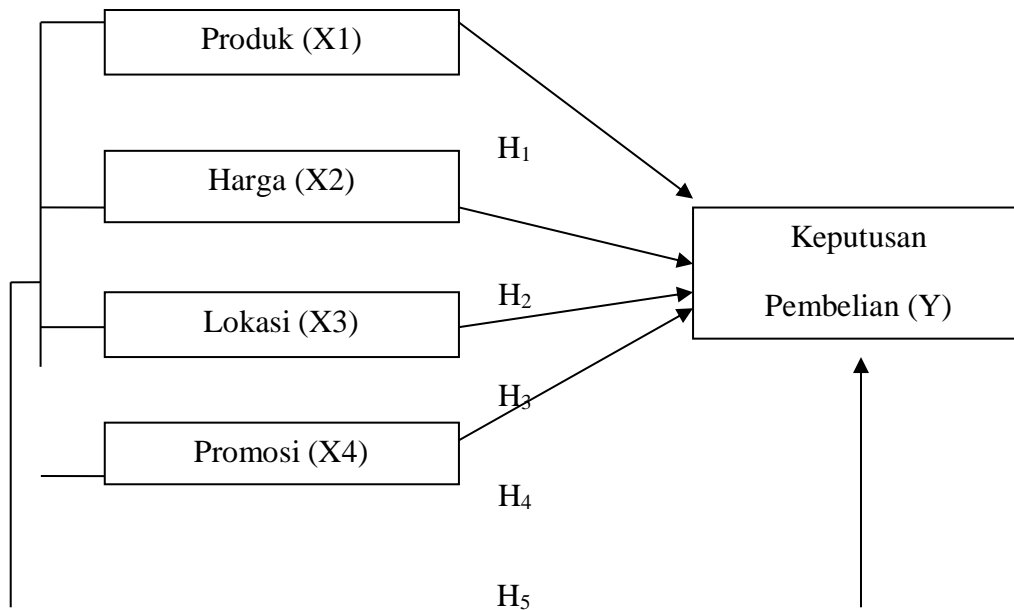 Produk (X1)
H₁
Harga (X2)
Keputusan
Pembelian (Y)
H₂
Lokasi (X3)
H₃
Promosi (X4)
H₄
H₅